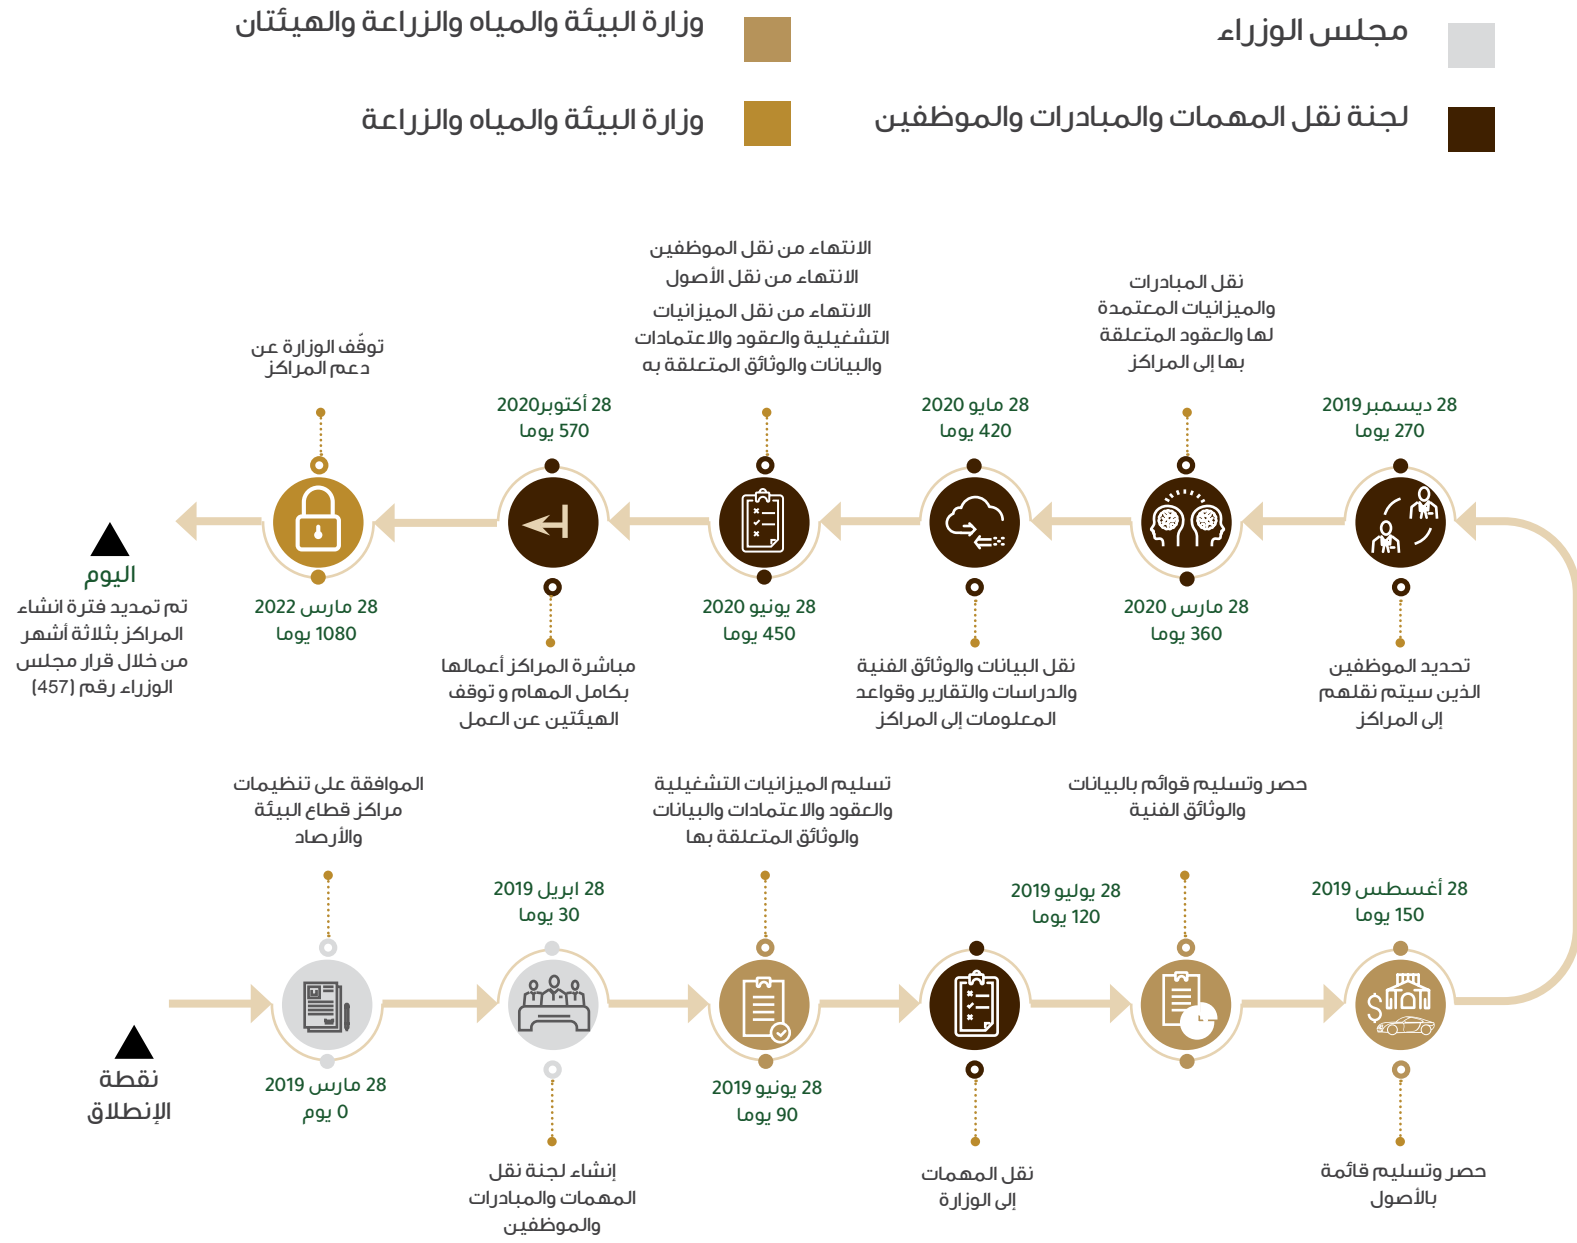 مجلس الوزراء
وزارة البيئة والمياه والزراعة والهيئتان
لجنة نقل المهمات والمبادرات والموظفين
وزارة البيئة والمياه والزراعة
نقل المبادرات
والميزانيات المعتمدة
لها والعقود المتعلقة
بها إلى المراكز
الانتهاء من نقل الموظفين
الانتهاء من نقل الأصول
الانتهاء من نقل الميزانيات
التشغيلية والعقود والاعتمادات
والبيانات والوثائق المتعلقة به
توقّف الوزارة عن
دعم المراكز
28 ديسمبر 2019
270 يوما
28 مايو 2020
420 يوما
28 أكتوبر2020
570 يوما
28 مارس 2020
360 يوما
28 يونيو 2020
450 يوما
28 مارس 2022
1080 يوما
اليوم
تم تمديد فترة انشاء
المراكز بثلاثة أشهر
من خلال قرار مجلس
الوزراء رقم (457)
تحديد الموظفين
الذين سيتم نقلهم
إلى المراكز
نقل البيانات والوثائق الفنية
والدراسات والتقارير وقواعد
المعلومات إلى المراكز
مباشرة المراكز أعمالها
بكامل المهام و توقف
الهيئتين عن العمل
حصر وتسليم قوائم بالبيانات
والوثائق الفنية
تسليم الميزانيات التشغيلية
والعقود والاعتمادات والبيانات
والوثائق المتعلقة بها
الموافقة على تنظيمات
مراكز قطاع البيئة
والأرصاد
28 أغسطس 2019
150 يوما
28 يوليو 2019
120 يوما
28 ابريل 2019
30 يوما
28 يونيو 2019
90 يوما
28 مارس 2019
0 يوم
نقطة
الإنطلاق
حصر وتسليم قائمة
بالأصول
نقل المهمات
إلى الوزارة
إنشاء لجنة نقل
المهمات والمبادرات
والموظفين